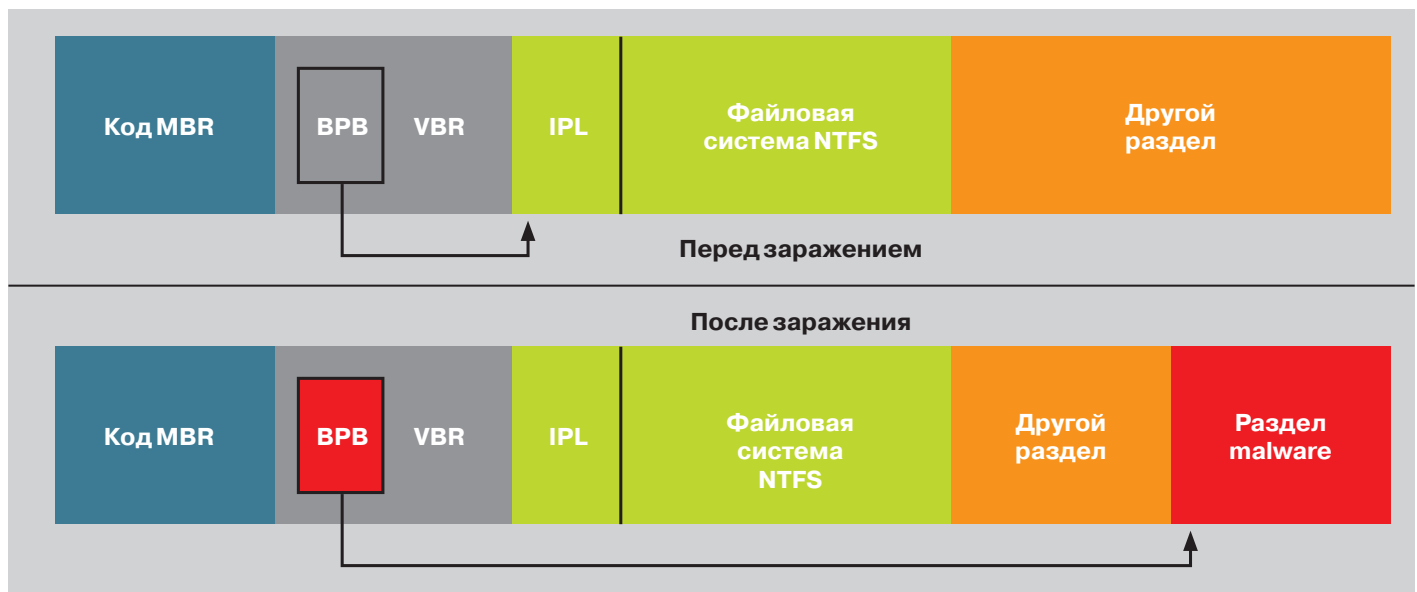 Код MBR
BPB
VBR
IPL
Файловая
система NTFS
Другой
раздел
Перед заражением
После заражения
Код MBR
BPB
VBR
IPL
Файловая
система
NTFS
Другой
раздел
Раздел
malware